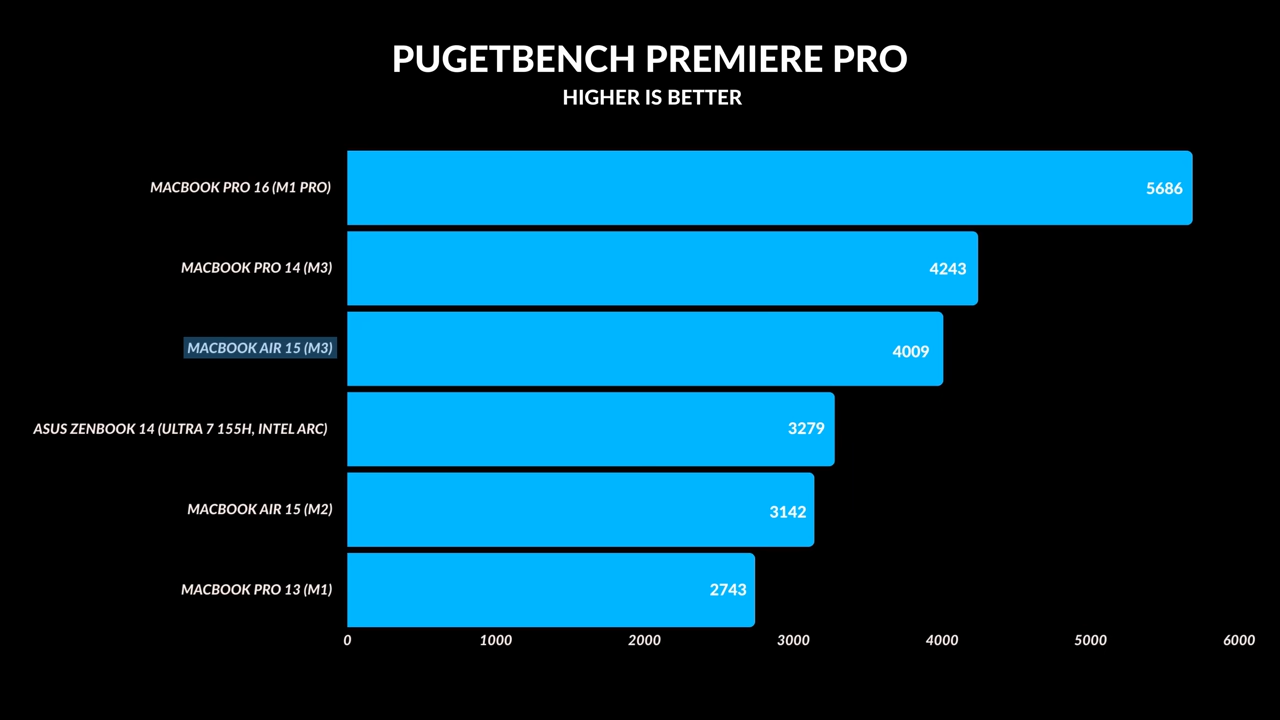 PUGETBENCH PREMIERE PRO
HIGHER IS BETTER
MACBOOK PRO 16 (M1 PRO) 5686
MACBOOK PRO 14 (M3) 4243
MACBOOK AIR 15 (M3) 4009
ASUS ZENBOOK 14 (ULTRA 7 155H, INTEL ARC) 3279
MACBOOK AIR 15 (M2) 3142
MACBOOK PRO 13 (M1) 2743
0 1000 2000 3000 4000 5000 6000